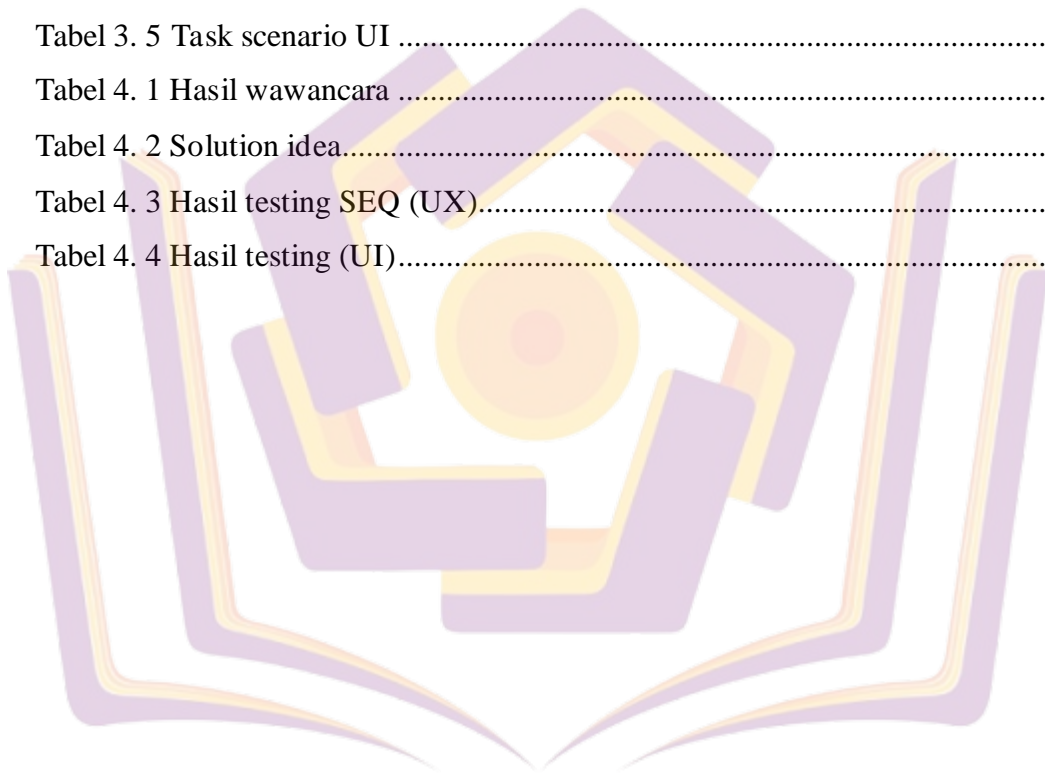 Tabel 3. 5 Task scenario UI ....................................................................................................
Tabel 4. 1 Hasil wawancara ....................................................................................................
Tabel 4. 2 Solution idea............................................................................................................
Tabel 4. 3 Hasil testing SEQ (UX)............................................................................................
Tabel 4. 4 Hasil testing (UI).....................................................................................................